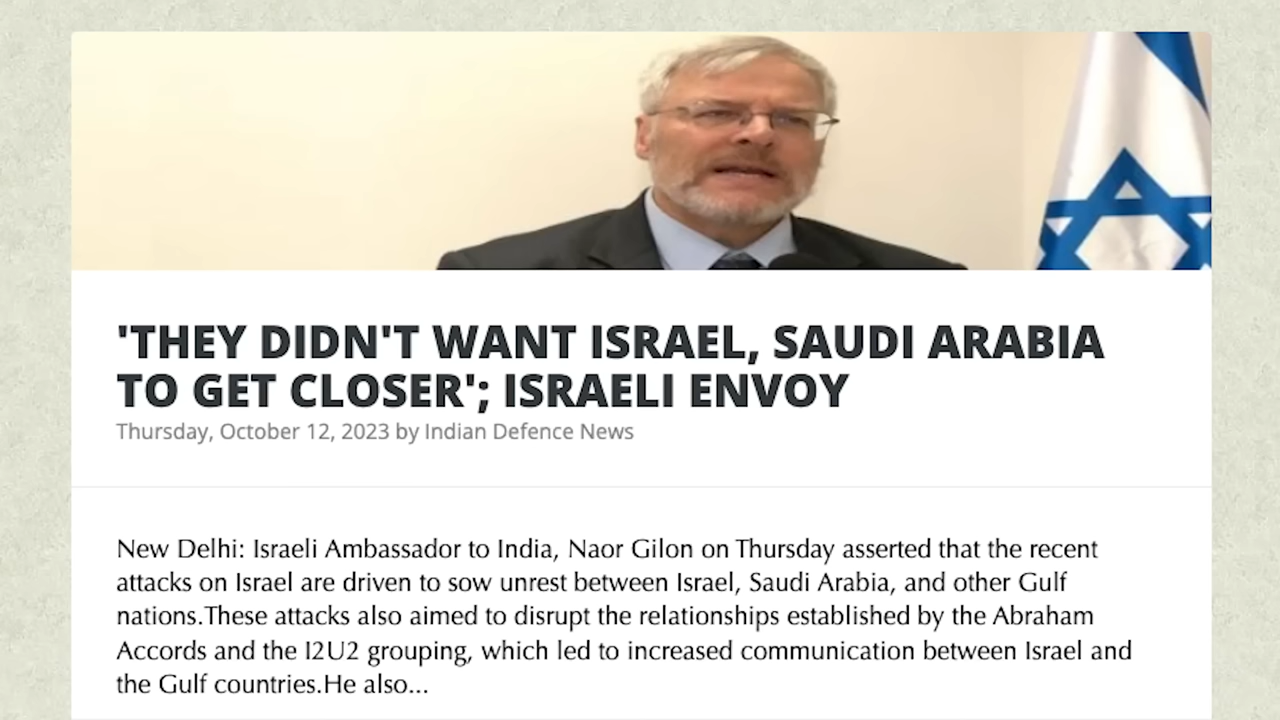 'THEY DIDN'T WANT ISRAEL, SAUDI ARABIA
TO GET CLOSER'; ISRAELI ENVOY
Thursday, October 12, 2023 by Indian Defence News
New Delhi: Israeli Ambassador to India, Naor Gilon on Thursday asserted that the recent
attacks on Israel are driven to sow unrest between Israel, Saudi Arabia, and other Gulf
nations.These attacks also aimed to disrupt the relationships established by the Abraham
Accords and the I2U2 grouping, which led to increased communication between Israel and
the Gulf countries.He also...